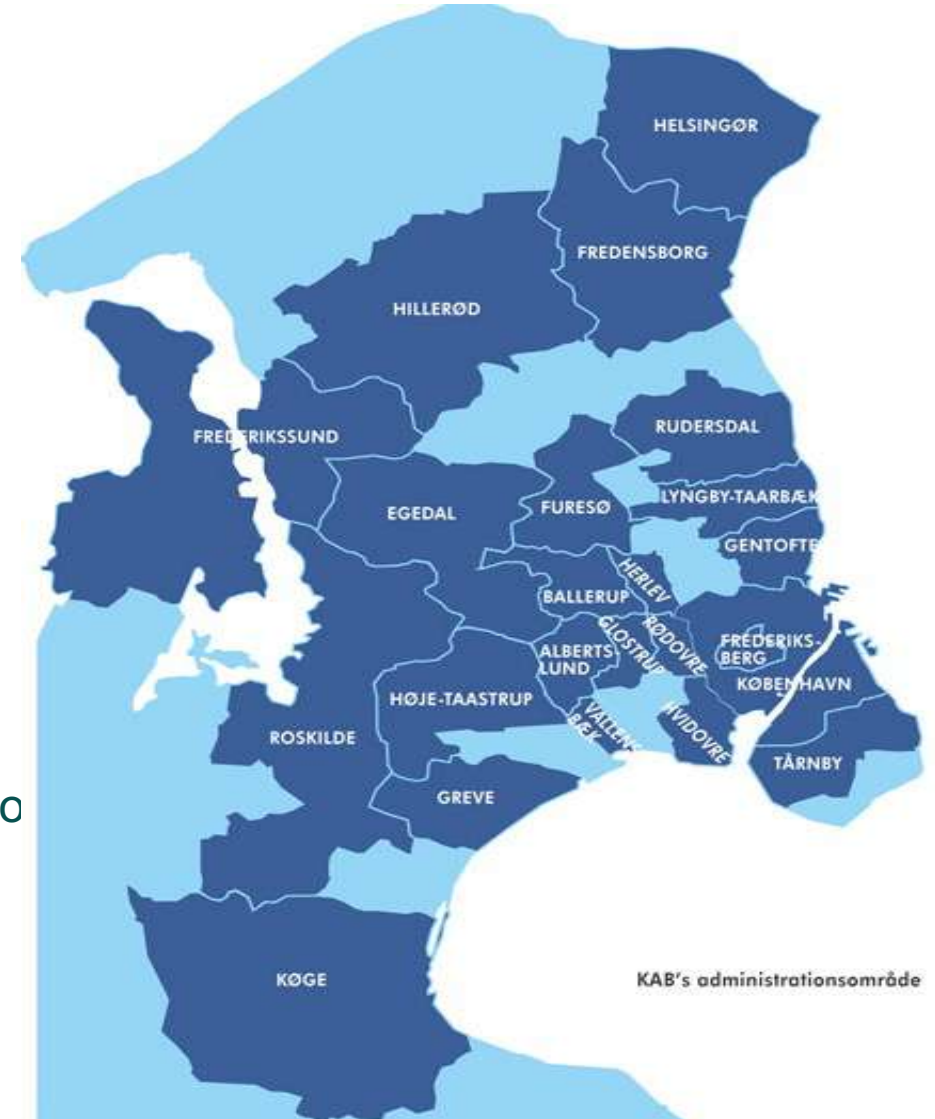 HELSINGØR
FREDENSBORG
HILLERØD
RUDERSDAL
FREDERIKSSUND
LYNGBY-TAARBÆK
EGEDAL
FURESØ
GENTOFTE
HERLEV
BALLERUP
RØDOVRE
GLOSTRUP
FREDERIKS-
BERG
ALBERTS
LUND
KØBENHAVN
HØJE-TAASTRUP
VALLENS
BÆK
HVIDOVRE
ROSKILDE
TÅRNBY
GREVE
o
KØGE
KAB's administrationsområde